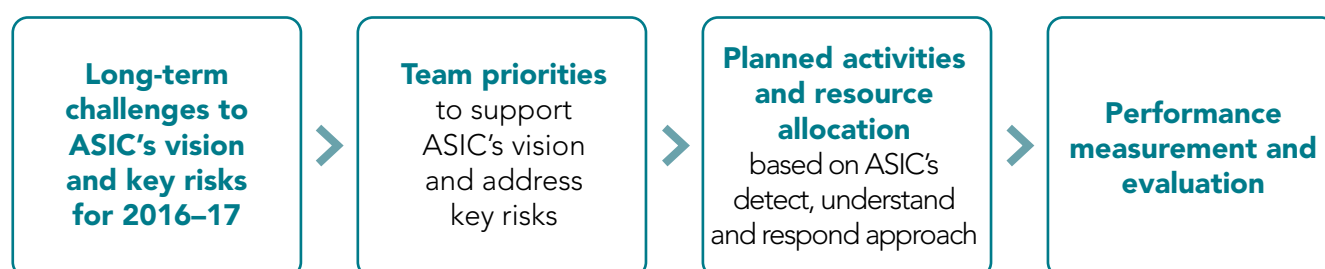 Long-term
challenges to
ASIC’s vision
and key risks
for 2016–17
Team priorities
to support
ASIC’s vision
and address
key risks
Planned activities
and resource
allocation
based on ASIC’s
detect, understand
and respond approach
Performance
measurement and
evaluation